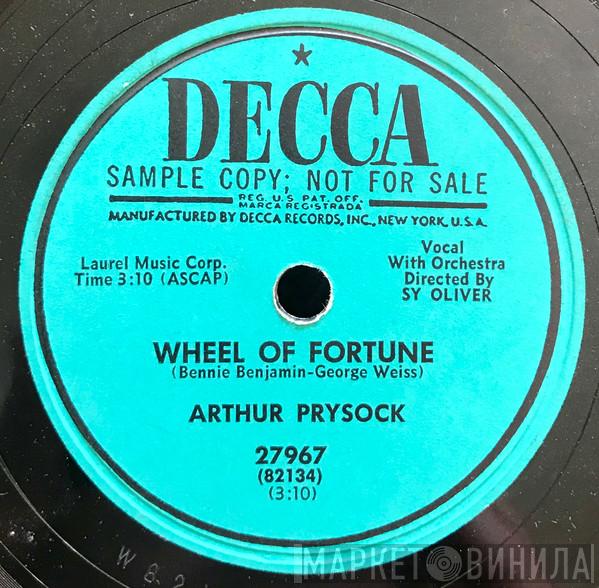 DECCA
SAMPLE COPY; NOT FOR SALE
REG. U.S. PAT. OFF.
MARCA REGISTRADA
MANUFACTURED BY DECCA RECORDS, INC., NEW YORK, U.S.A.
Laurel Music Corp.
Time 3:10 (ASCAP)
Vocal
With Orchestra
Directed By
SY OLIVER
WHEEL OF FORTUNE
(Bennie Benjamin-George Weiss)
ARTHUR PRYSOCK
27967
(82134)
(3:10)
W 8 2
МАРКЕТ ВИНИЛА